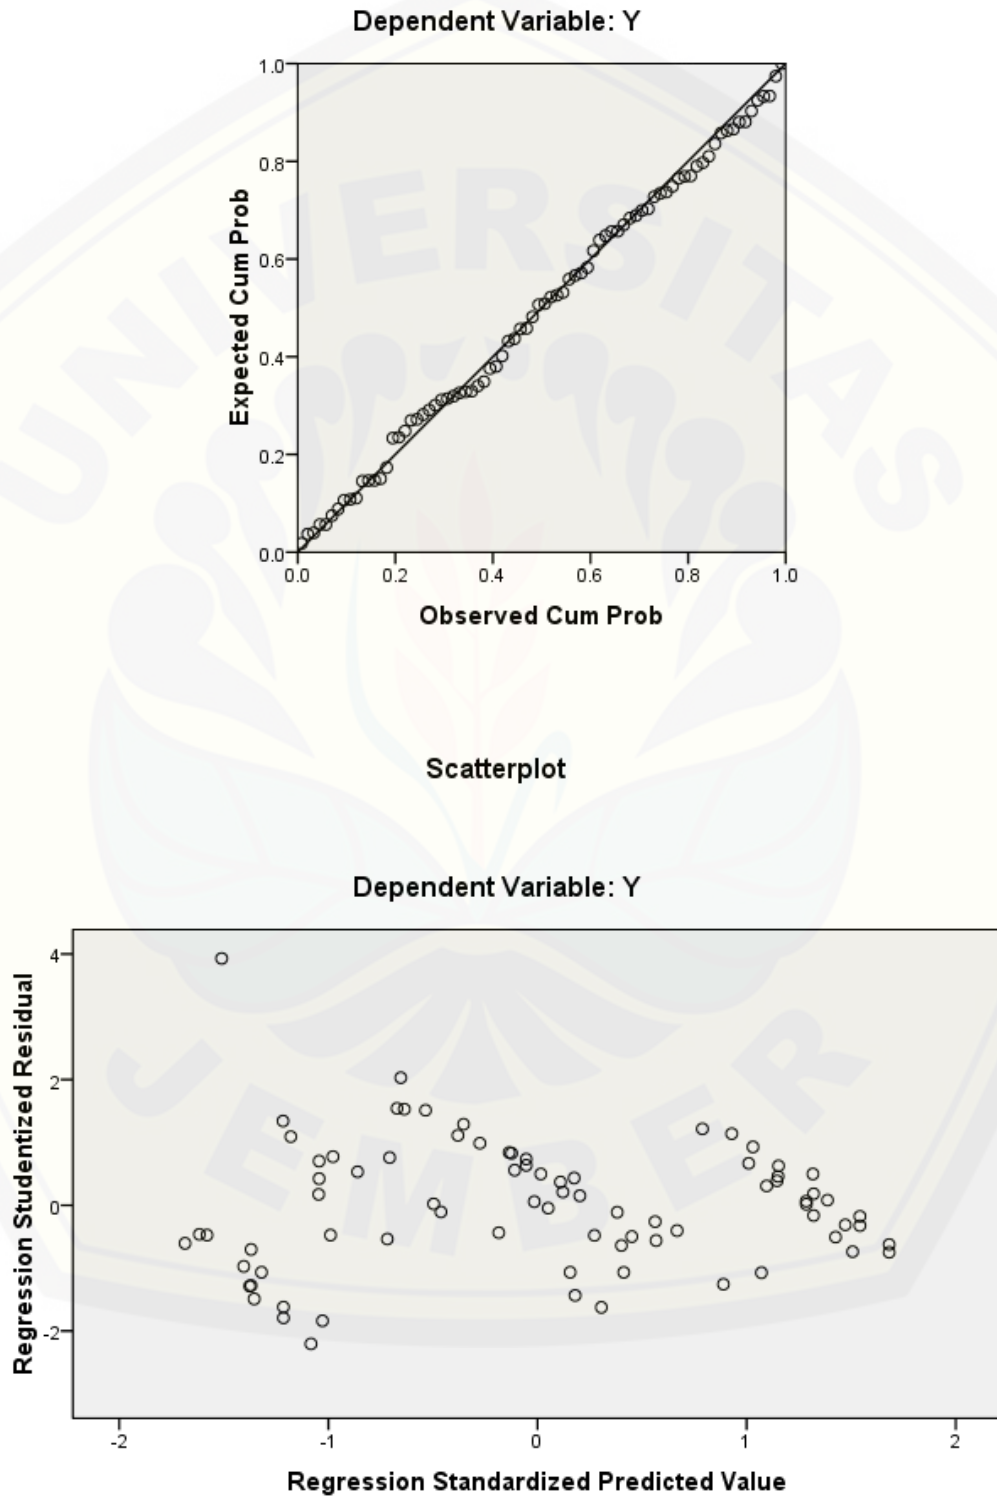 Dependent Variable: Y
1.0
0.8
0.6
0.4
0.2
0.0
Expected Cum Prob
0.0 0.2 0.4 0.6 0.8 1.0
Observed Cum Prob
UNIVERSITAS
Scatterplot
Dependent Variable: Y
4
2
0
-2
Regression Studentized Residual
JEMBER
-2 -1 0 1 2
Regression Standardized Predicted Value